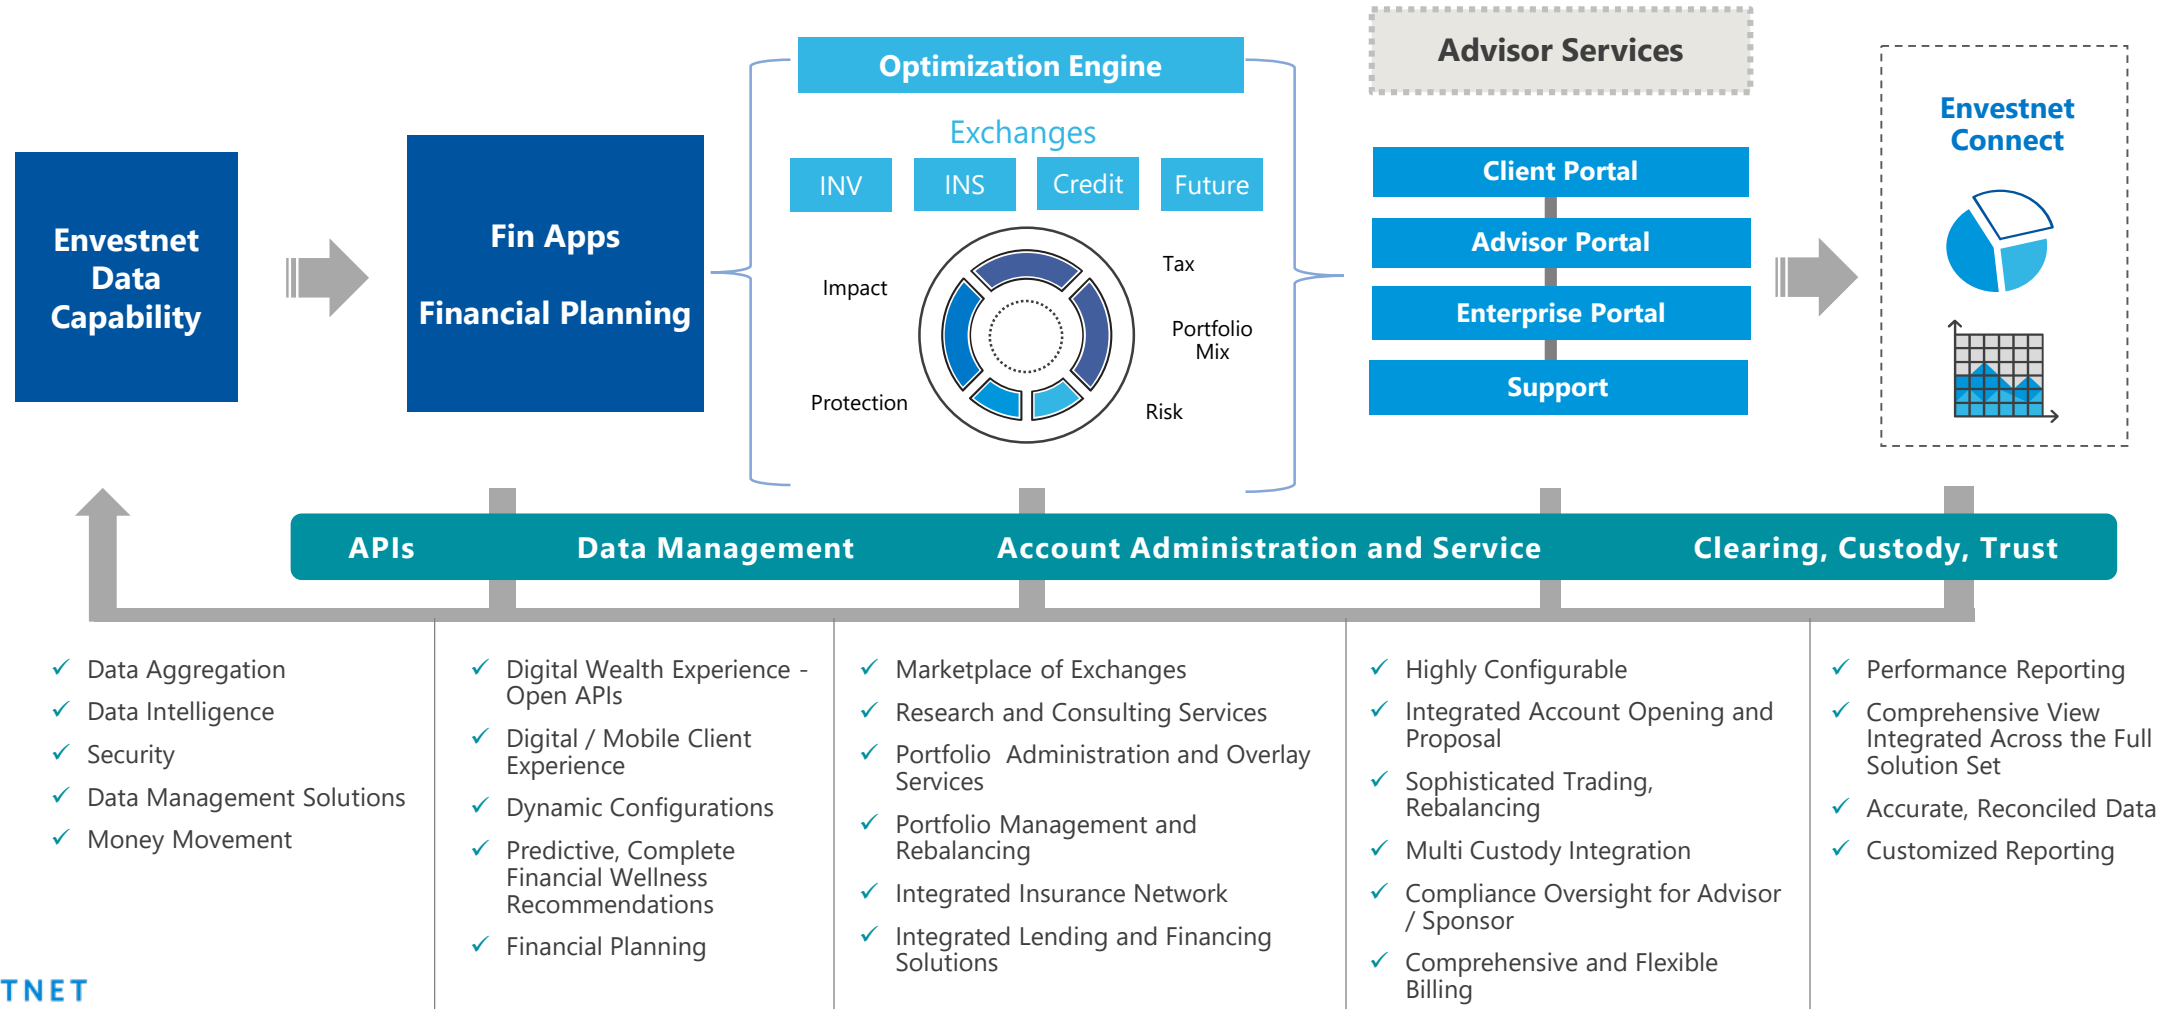 Envestnet
Data
Capability
Fin Apps
Financial Planning
Optimization Engine
Exchanges
INV
INS
Credit
Future
Impact
Tax
Portfolio
Mix
Protection
Risk
Advisor Services
Client Portal
Advisor Portal
Enterprise Portal
Support
Envestnet
Connect
APIs
Data Management
Account Administration and Service
Clearing, Custody, Trust
Data Aggregation
Data Intelligence
Security
Data Management Solutions
Money Movement
Digital Wealth Experience -
Open APIs
Digital / Mobile Client
Experience
Dynamic Configurations
Predictive, Complete
Financial Wellness
Recommendations
Financial Planning
Marketplace of Exchanges
Research and Consulting Services
Portfolio  Administration and Overlay
Services
Portfolio Management and
Rebalancing
Integrated Insurance Network
Integrated Lending and Financing
Solutions
Highly Configurable
Integrated Account Opening and
Proposal
Sophisticated Trading,
Rebalancing
Multi Custody Integration
Compliance Oversight for Advisor
/ Sponsor
Comprehensive and Flexible
Billing
Performance Reporting
Comprehensive View
Integrated Across the Full
Solution Set
Accurate, Reconciled Data
Customized Reporting
TNET